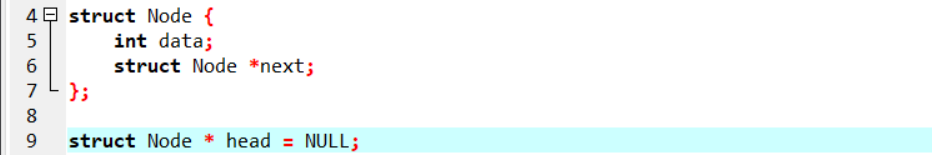 4 struct Node {
5     int data;
6     struct Node *next;
7 };
8
9 struct Node * head = NULL;